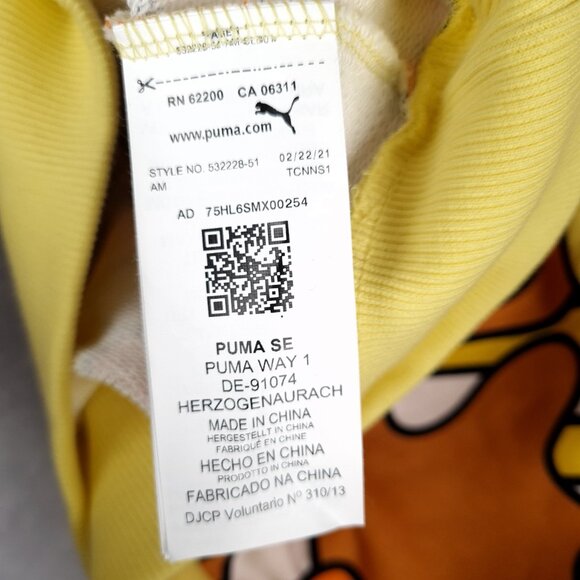 RN 62200 CA 06311
www.puma.com
STYLE NO. 532228-51 02/22/21
AM TCNNS1
AD 75HL6SMX00254
PUMA SE
PUMA WAY 1
DE-91074
HERZOGENAURACH
MADE IN CHINA
HERGESTELLT IN CHINA
FABRIQUÉ EN CHINE
HECHO EN CHINA
PRODOTTO IN CHINA
FABRICADO NA CHINA
DJCP Voluntario Nº 310/13